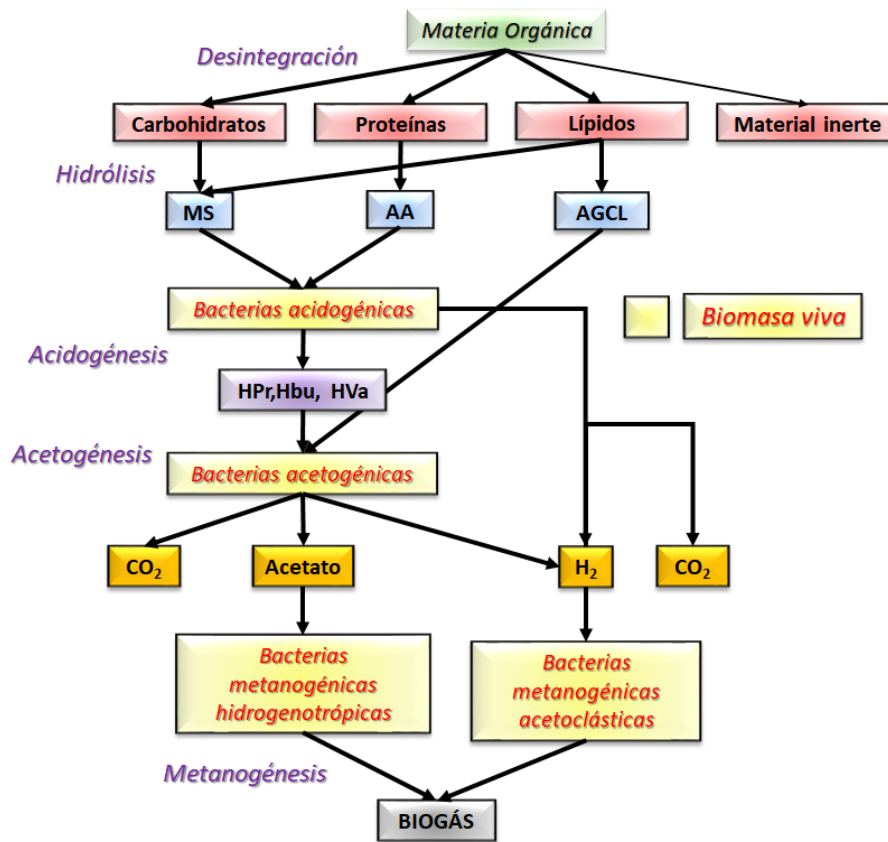 Materia Orgánica
Desintegración
Carbohidratos
Proteínas
Lípidos
Material inerte
Hidrólisis
MS
AA
AGCL
Bacterias acidogénicas
Biomasa viva
Acidogénesis
HPr,Hbu, HVa
Acetogénesis
Bacterias acetogénicas
CO₂
Acetato
H₂
CO₂
Bacterias
metanogénicas
hidrogenotrópicas
Bacterias
metanogénicas
acetoclásticas
Metanogénesis
BIOGÁS